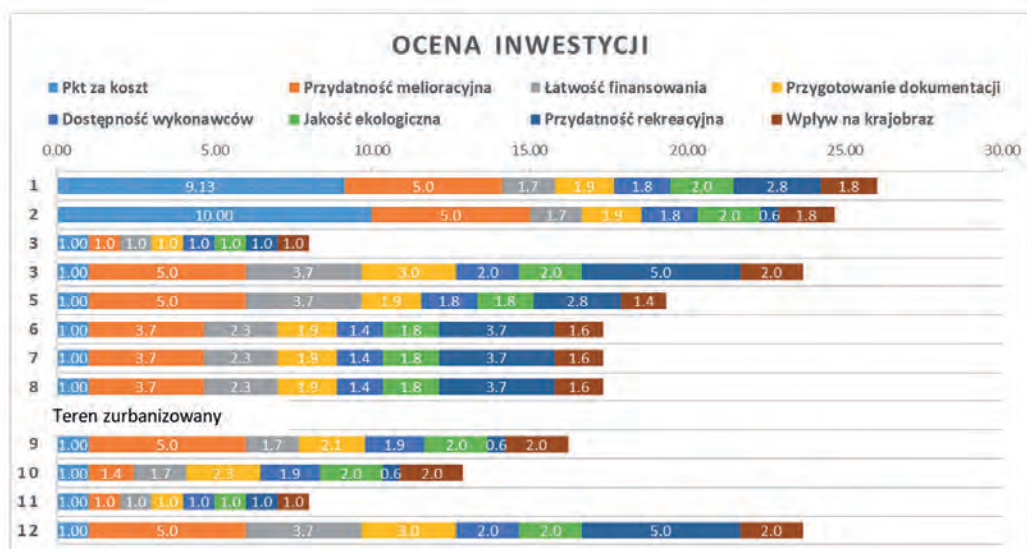 OCENA INWESTYCJI
Pkt za koszt Przydatność melioracyjna Łatwość finansowania Przygotowanie dokumentacji
Dostępność wykonawców Jakość ekologiczna Przydatność rekreacyjna Wpływ na krajobraz
0.00 5.00 10.00 15.00 20.00 25.00 30.00
1 9.13 5.0 1.7 1.9 1.8 2.0 2.8 1.8
2 10.00 5.0 1.7 1.9 1.8 2.0 0.6 1.8
3 1.00 1.0 1.0 1.0 1.0 1.0 1.0 1.0
3 1.00 5.0 3.7 3.0 2.0 2.0 5.0 2.0
5 1.00 5.0 3.7 1.9 1.8 1.8 2.8 1.4
6 1.00 3.7 2.3 1.9 1.4 1.8 3.7 1.6
7 1.00 3.7 2.3 1.9 1.4 1.8 3.7 1.6
8 1.00 3.7 2.3 1.9 1.4 1.8 3.7 1.6
Teren zurbanizowany
9 1.00 5.0 1.7 2.1 1.9 2.0 0.6 2.0
10 1.00 1.4 1.7 2.3 1.9 2.0 0.6 2.0
11 1.00 1.0 1.0 1.0 1.0 1.0 1.0 1.0
12 1.00 5.0 3.7 3.0 2.0 2.0 5.0 2.0